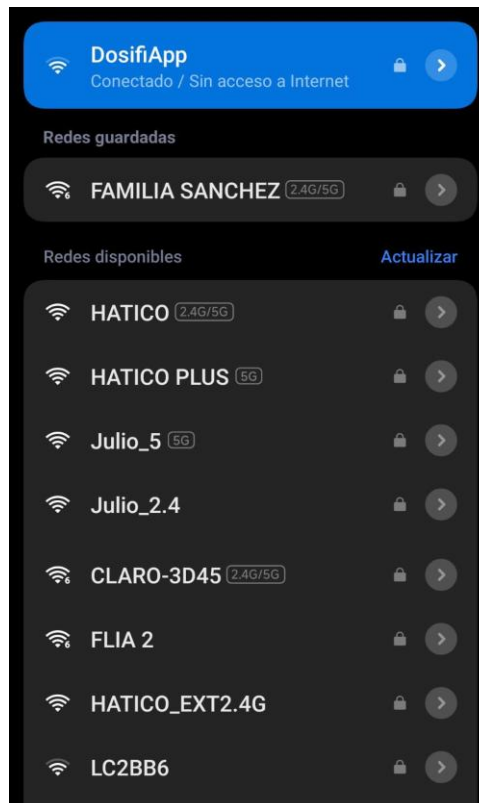 DosifiApp
Conectado / Sin acceso a Internet
Redes guardadas
FAMILIA SANCHEZ 2.4G/5G
Redes disponibles Actualizar
HATICO 2.4G/5G
HATICO PLUS 5G
Julio_5 5G
Julio_2.4
CLARO-3D45 2.4G/5G
FLIA 2
HATICO_EXT2.4G
LC2BB6